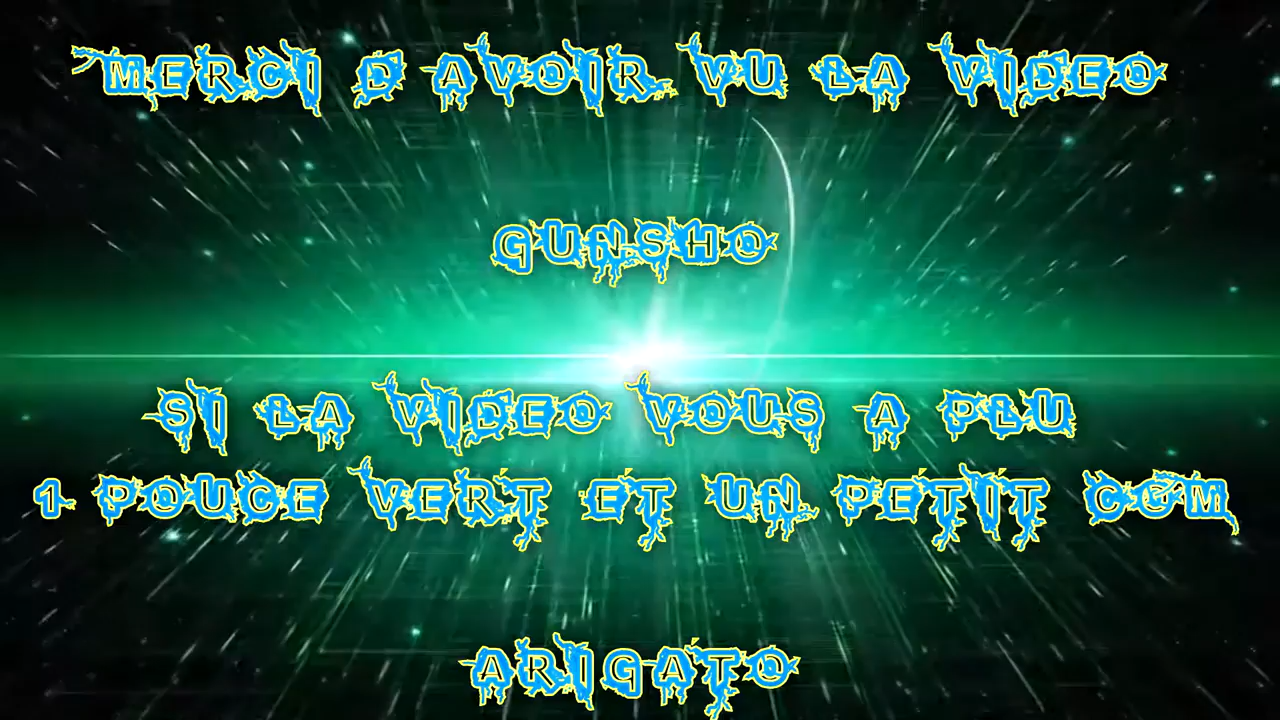 MERCI D AVOIR VU LA VIDEO
GUNSHO
SI LA VIDEO VOUS A PLU
1 POUCE VERT ET UN PETIT COM
ARIGATO